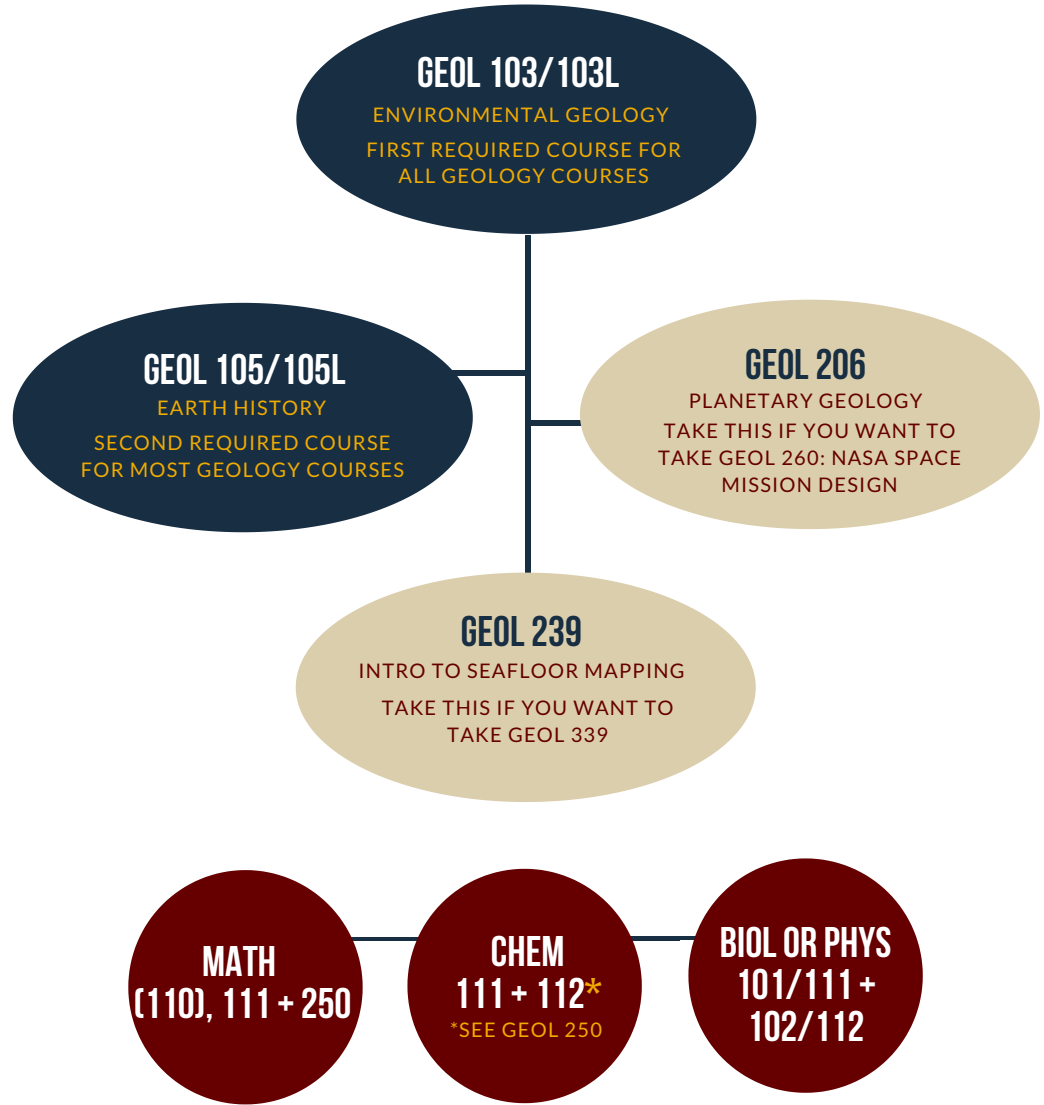 GEOL 103/103L
ENVIRONMENTAL GEOLOGY
FIRST REQUIRED COURSE FOR
ALL GEOLOGY COURSES
GEOL 105/105L
EARTH HISTORY
SECOND REQUIRED COURSE
FOR MOST GEOLOGY COURSES
GEOL 206
PLANETARY GEOLOGY
TAKE THIS IF YOU WANT TO
TAKE GEOL 260: NASA SPACE
MISSION DESIGN
GEOL 239
INTRO TO SEAFLOOR MAPPING
TAKE THIS IF YOU WANT TO
TAKE GEOL 339
MATH
(110), 111 + 250
CHEM
111 + 112*
*SEE GEOL 250
BIOL OR PHYS
101/111 +
102/112